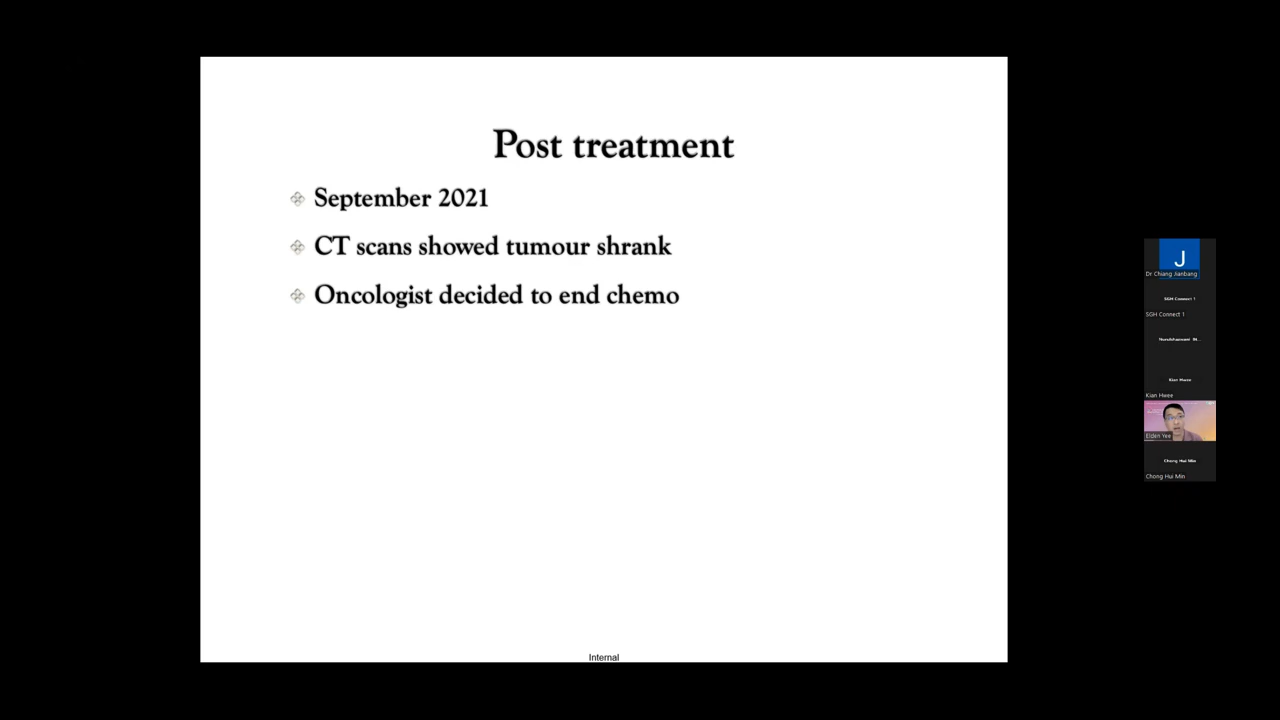 Post treatment
September 2021
CT scans showed tumour shrank
Oncologist decided to end chemo
Internal
J
Dr Chiang Jianbang
SGH Connect 1
SGH Connect 1
Kian Hwee
Kian Hwee
Elden Yee
Chong Hui Min
Chong Hui Min